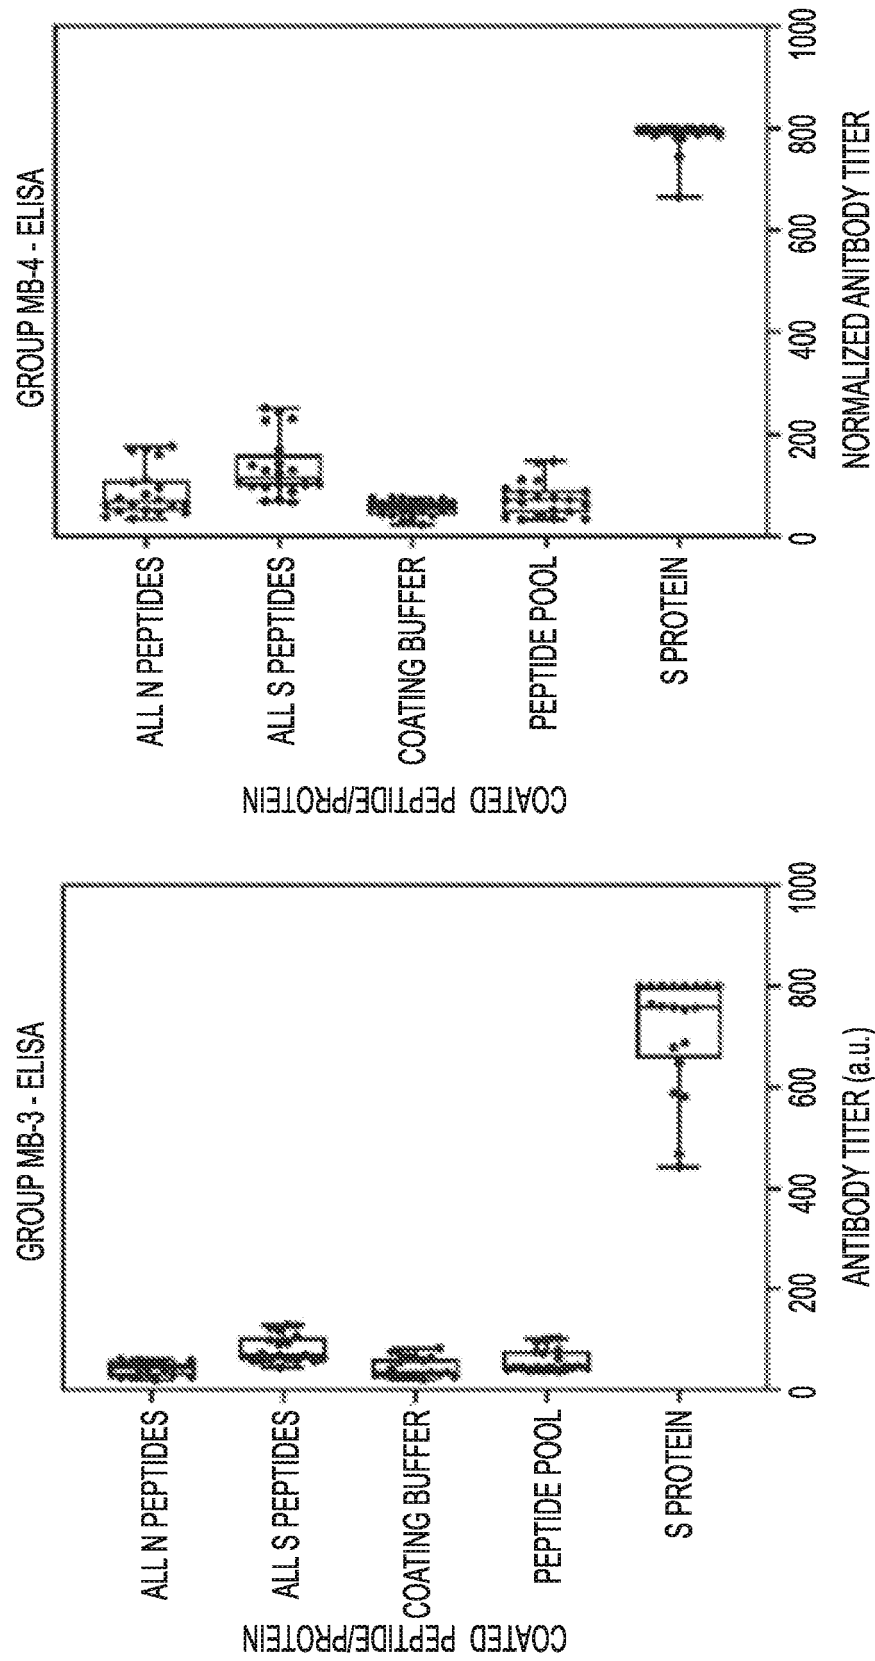 GROUP MB-3 - ELISA
ALL N PEPTIDES
ALL S PEPTIDES
COATING BUFFER
PEPTIDE POOL
S PROTEIN
COATED PEPTIDE/PROTEIN
0
200
400
600
800
1000
ANTIBODY TITER (a.u.)
GROUP MB-4 - ELISA
ALL N PEPTIDES
ALL S PEPTIDES
COATING BUFFER
PEPTIDE POOL
S PROTEIN
COATED PEPTIDE/PROTEIN
0
200
400
600
800
1000
NORMALIZED ANITBODY TITER